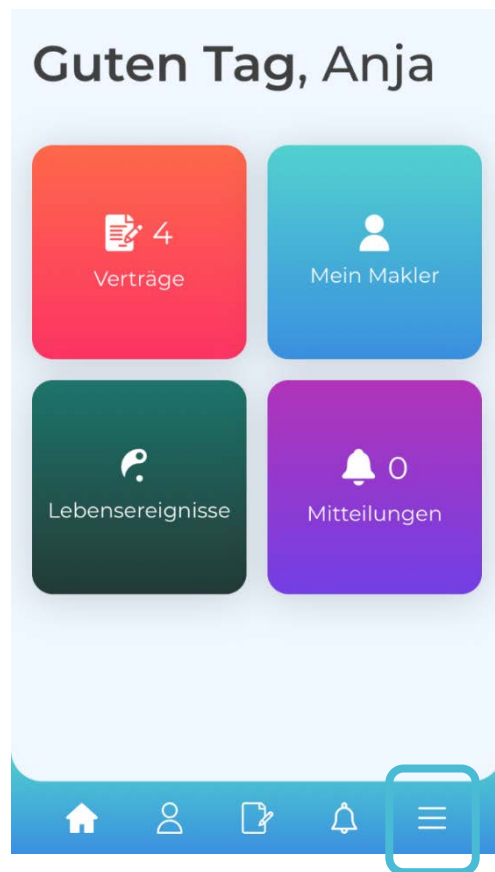 Guten Tag, Anja
4
Verträge
Mein Makler
Lebensereignisse
0
Mitteilungen